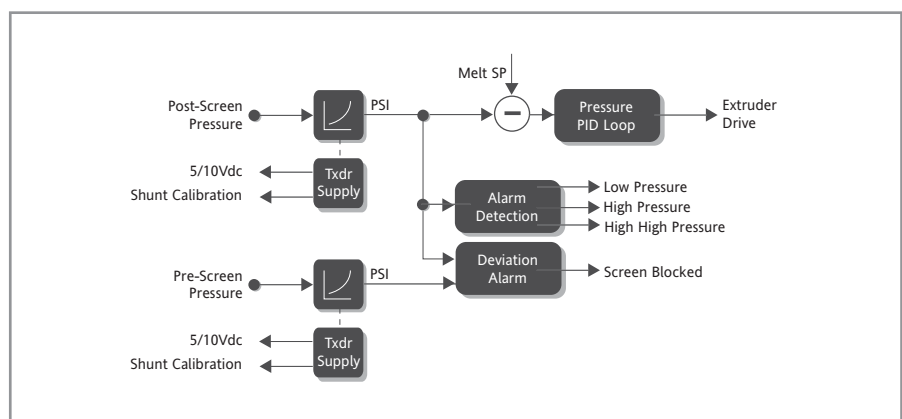 Melt SP
Post-Screen
Pressure
PSI
−
Pressure
PID Loop
Extruder
Drive
5/10Vdc
Shunt Calibration
Txdr
Supply
Alarm
Detection
Low Pressure
High Pressure
High High Pressure
Pre-Screen
Pressure
PSI
Deviation
Alarm
Screen Blocked
5/10Vdc
Shunt Calibration
Txdr
Supply